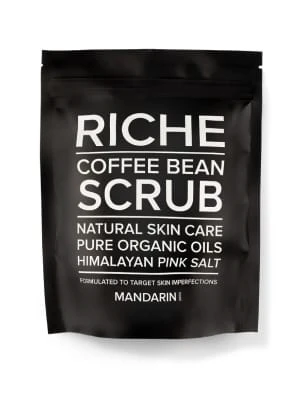 RICHE
COFFEE BEAN
SCRUB
NATURAL SKIN CARE
PURE ORGANIC OILS
HIMALAYAN PINK SALT
FORMULATED TO TARGET SKIN IMPERFECTIONS
MANDARIN